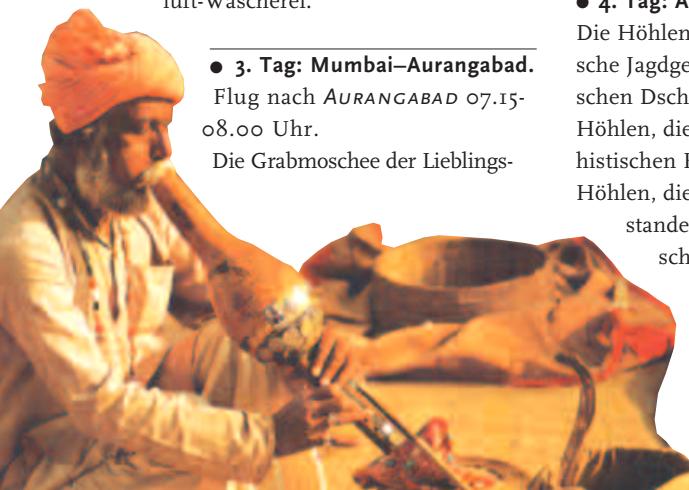 luft-Wäscherei.
● 3. Tag: Mumbai–Aurangabad.
Flug nach AURANGABAD 07.15-
08.00 Uhr.
Die Grabmoschee der Lieblings-
● 4. Tag: A
Die Höhlen
sche Jagdge
schen Dsch
Höhlen, die
histischen
Höhlen, die
stande
sch